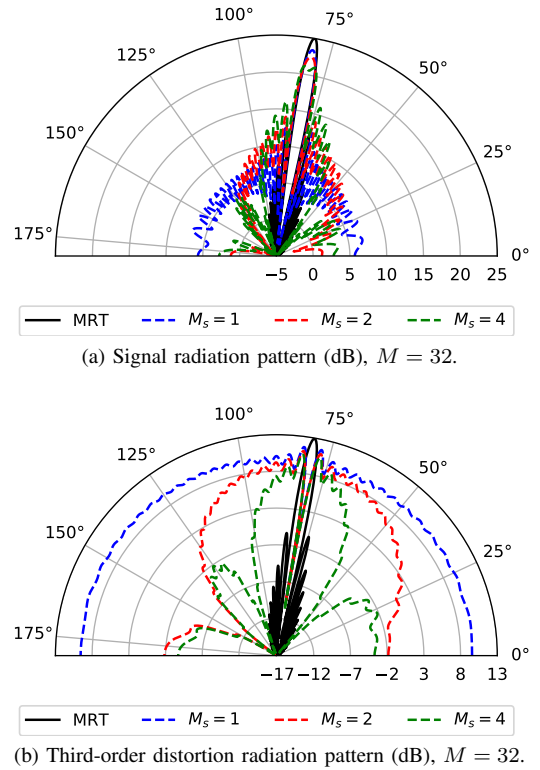 100°
75°
125°
50°
150°
25°
175°
0°
−5 0 5 10 15 20 25
MRT M_s = 1 M_s = 2 M_s = 4
(a) Signal radiation pattern (dB), M = 32.
100°
75°
125°
50°
150°
25°
175°
0°
−17 −12 −7 −2 3 8 13
MRT M_s = 1 M_s = 2 M_s = 4
(b) Third-order distortion radiation pattern (dB), M = 32.